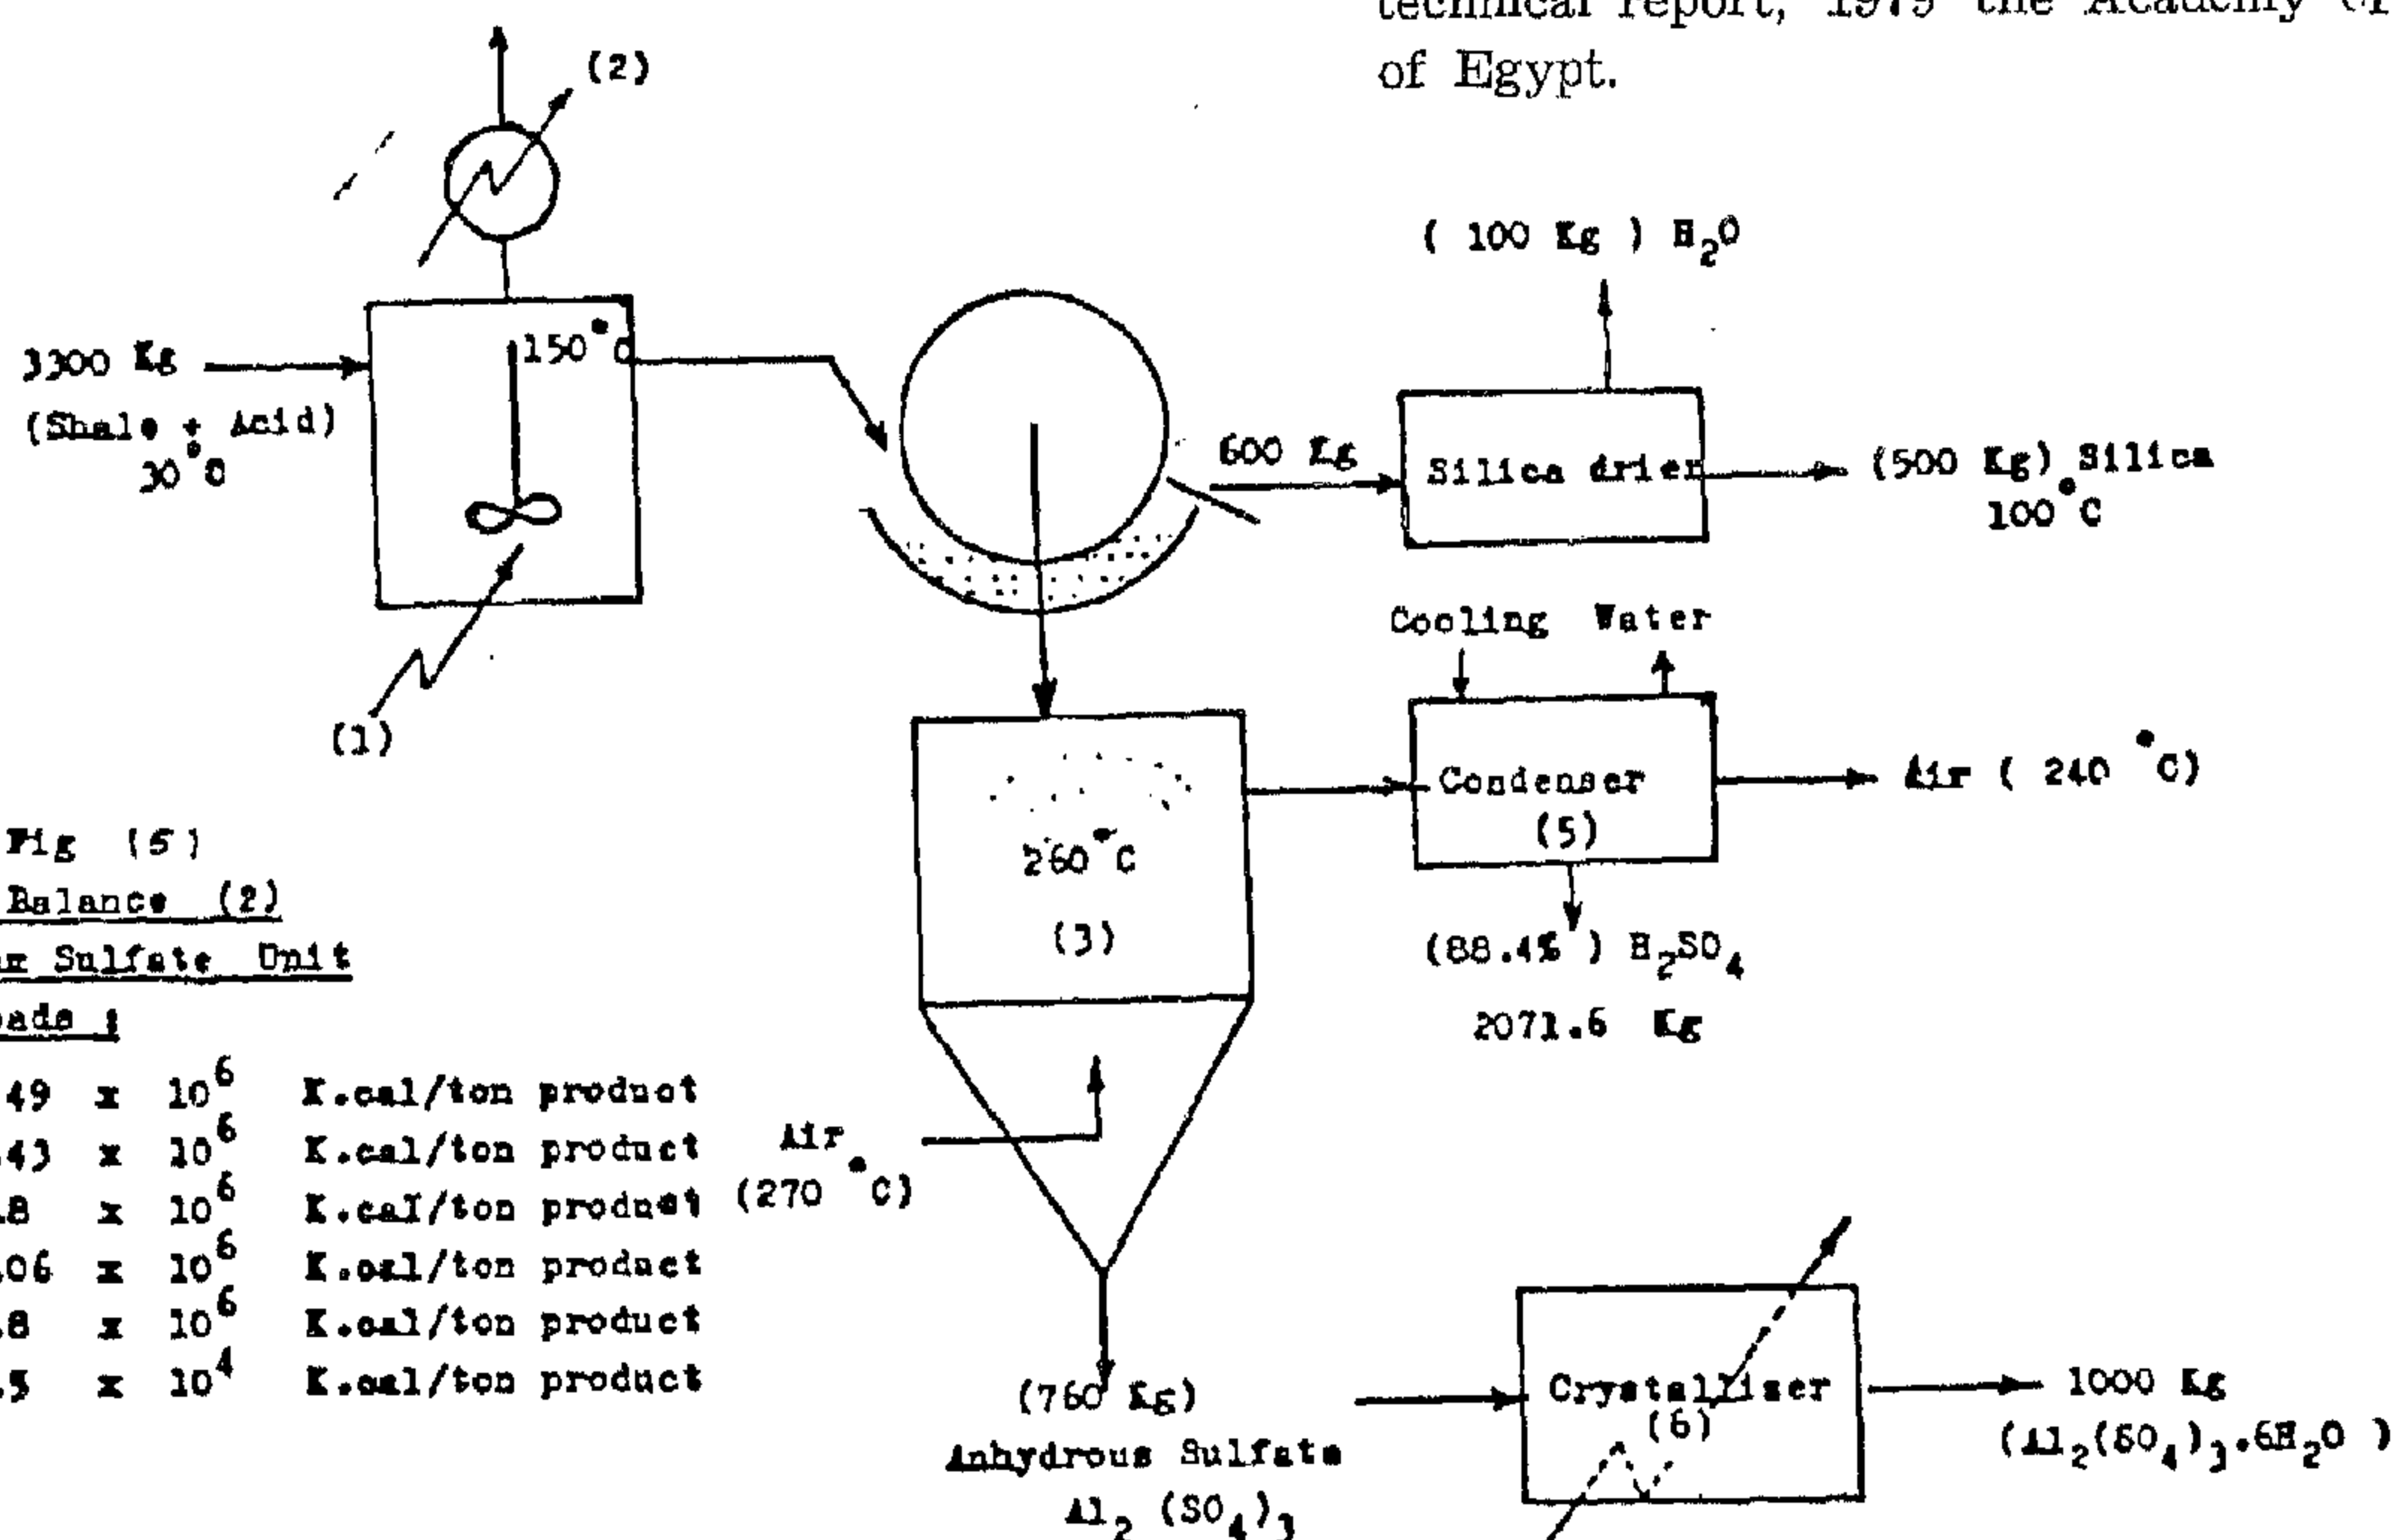 technical report, 1979 the Academy
of Egypt.
(2)
( 100 Kg ) H2O
150°C
3300 Kg
(Shale + Acid)
30°C
600 Kg
Silica drier
(500 Kg) Silica
100°C
(1)
Cooling Water
Condenser
(5)
Air ( 240 °C)
260°C
(3)
(88.4% ) H2SO4
2071.6 Kg
Fig (5)
Balance (2)
Sulfate Unit
49 x 10^6 K.cal/ton product
.43 x 10^6 K.cal/ton product
.8 x 10^6 K.cal/ton product
.06 x 10^6 K.cal/ton product
.8 x 10^6 K.cal/ton product
.5 x 10^4 K.cal/ton product
Air
(270 °C)
(760 Kg)
Anhydrous Sulfate
Al2 (SO4)3
Crystallizer
(6)
1000 Kg
(Al2(SO4)3.6H2O )